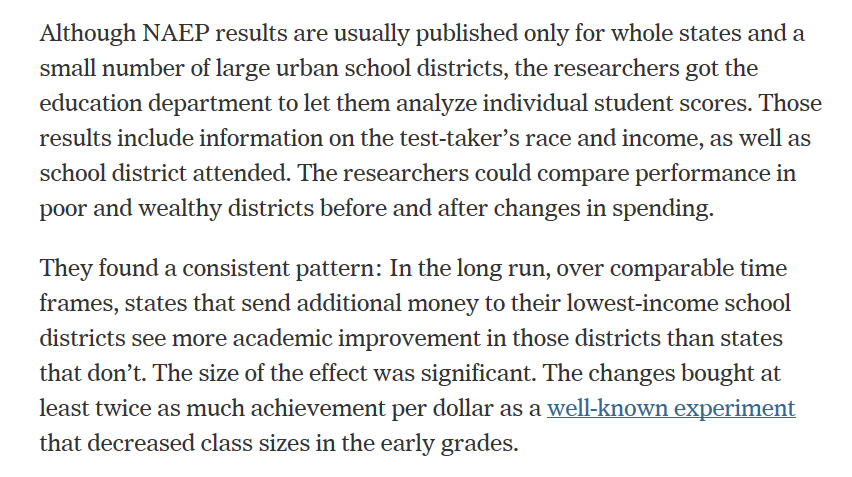 Although NAEP results are usually published only for whole states and a
small number of large urban school districts, the researchers got the
education department to let them analyze individual student scores. Those
results include information on the test-taker’s race and income, as well as
school district attended. The researchers could compare performance in
poor and wealthy districts before and after changes in spending.
They found a consistent pattern: In the long run, over comparable time
frames, states that send additional money to their lowest-income school
districts see more academic improvement in those districts than states
that don’t. The size of the effect was significant. The changes bought at
least twice as much achievement per dollar as a well-known experiment
that decreased class sizes in the early grades.